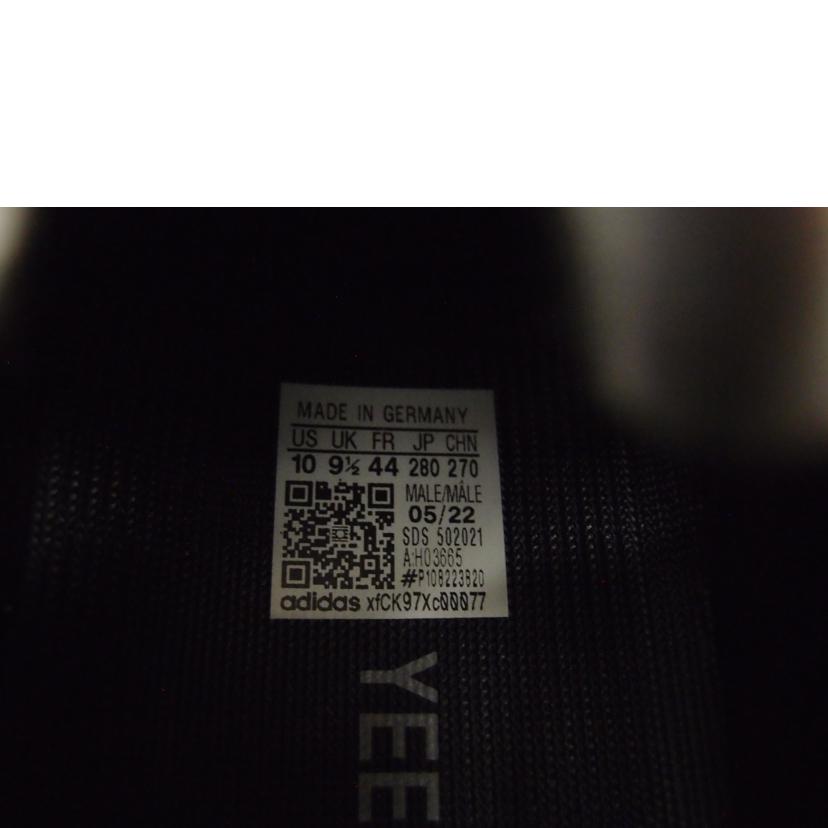 MADE IN GERMANY
US UK FR JP CHN
10 9½ 44 280 270
MALE/MÂLE
05/22
SDS 502021
A:H03665
#P108223820
adidas xfCK97Xc00077
YEE